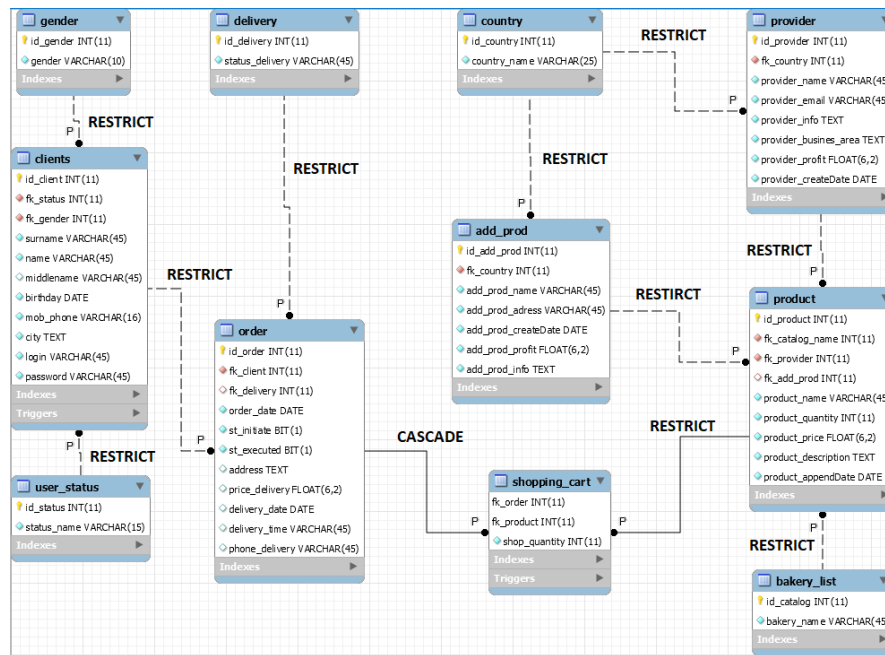 gender
id_gender INT(11)
gender VARCHAR(10)
Indexes
delivery
id_delivery INT(11)
status_delivery VARCHAR(45)
Indexes
country
id_country INT(11)
country_name VARCHAR(25)
Indexes
provider
id_provider INT(11)
fk_country INT(11)
provider_name VARCHAR(45
provider_email VARCHAR(45
provider_info TEXT
provider_busines_area TEXT
provider_profit FLOAT(6,2)
provider_createDate DATE
Indexes
RESTRICT
P
P
RESTRICT
RESTRICT
RESTRICT
P
clients
id_client INT(11)
fk_status INT(11)
fk_gender INT(11)
surname VARCHAR(45)
name VARCHAR(45)
middlename VARCHAR(45)
birthday DATE
mob_phone VARCHAR(16)
city TEXT
login VARCHAR(45)
password VARCHAR(45)
Indexes
Triggers
RESTRICT
P
P
RESTRICT
user_status
id_status INT(11)
status_name VARCHAR(15)
Indexes
P
order
id_order INT(11)
fk_client INT(11)
fk_delivery INT(11)
order_date DATE
st_initiate BIT(1)
st_executed BIT(1)
address TEXT
price_delivery FLOAT(6,2)
delivery_date DATE
delivery_time VARCHAR(45)
phone_delivery VARCHAR(45)
Indexes
add_prod
id_add_prod INT(11)
fk_country INT(11)
add_prod_name VARCHAR(45)
add_prod_adress VARCHAR(45)
add_prod_createDate DATE
add_prod_profit FLOAT(6,2)
add_prod_info TEXT
Indexes
RESTRICT
P
RESTIRCT
P
product
id_product INT(11)
fk_catalog_name INT(11)
fk_provider INT(11)
fk_add_prod INT(11)
product_name VARCHAR(45
product_quantity INT(11)
product_price FLOAT(6,2)
product_description TEXT
product_appendDate DATE
Indexes
CASCADE
P
RESTRICT
P
shopping_cart
fk_order INT(11)
fk_product INT(11)
shop_quantity INT(11)
Indexes
Triggers
P
RESTRICT
bakery_list
id_catalog INT(11)
bakery_name VARCHAR(45
Indexes